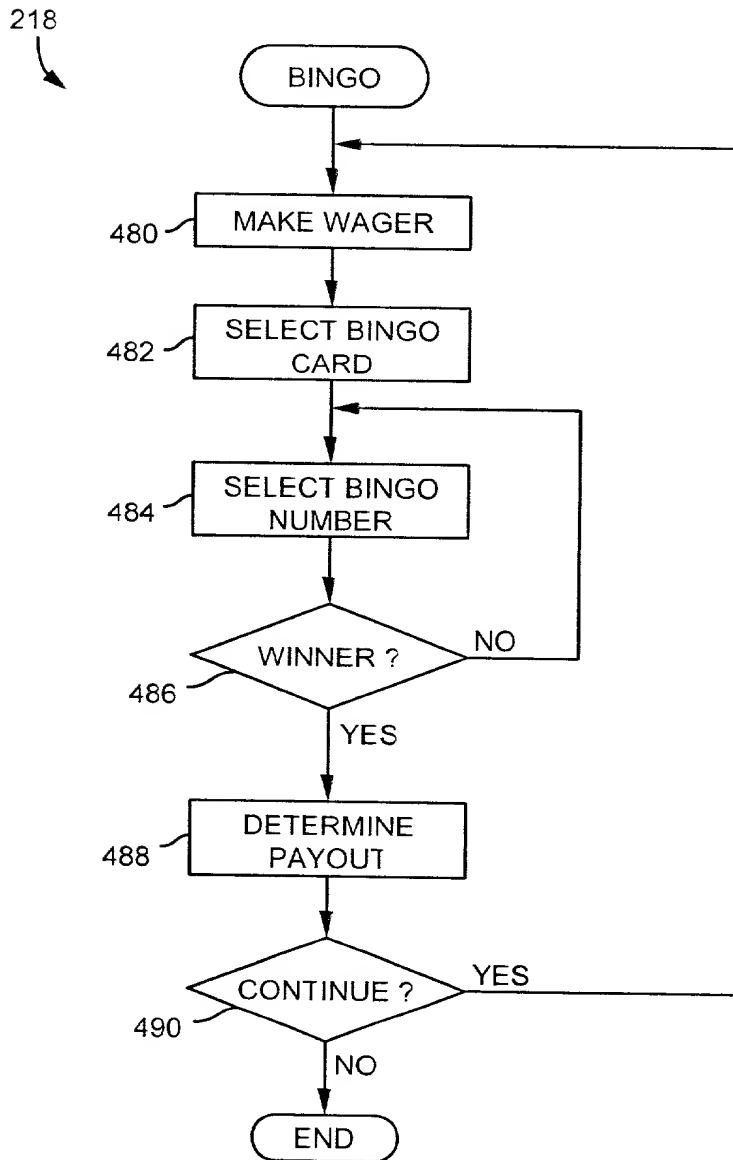 218
BINGO
480
MAKE WAGER
482
SELECT BINGO
CARD
484
SELECT BINGO
NUMBER
WINNER ?
NO
486
YES
488
DETERMINE
PAYOUT
CONTINUE ?
YES
490
NO
END